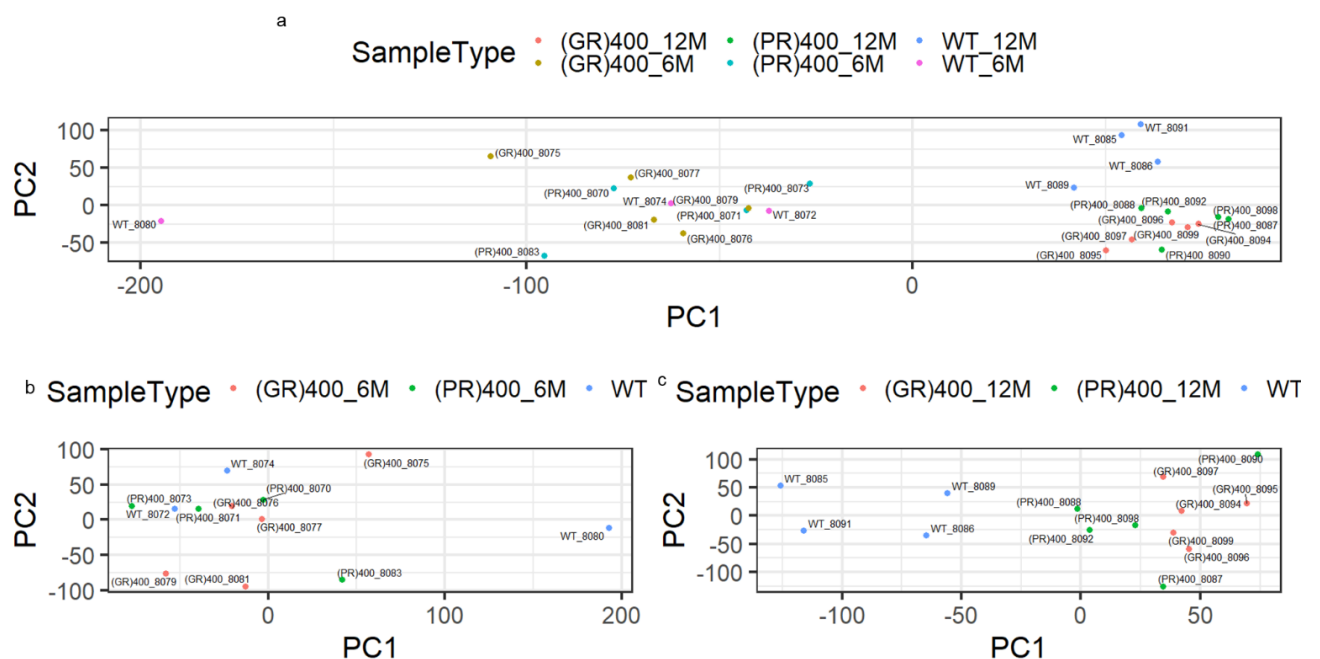 a
SampleType (GR)400_12M (PR)400_12M WT_12M
(GR)400_6M (PR)400_6M WT_6M
PC2
100
50
0
-50
WT_8091
WT_8085
(GR)400_8075
WT_8086
(GR)400_8077
(PR)400_8073
WT_8089
(PR)400_8070
WT_8074
(GR)400_8079
(PR)400_8092
(PR)400_8088
(PR)400_8098
WT_8072
(PR)400_8071
WT_8080
(GR)400_8081
(GR)400_8096
(PR)400_8087
(GR)400_8076
(GR)400_8097
(GR)400_8099
(GR)400_8094
(PR)400_8083
(GR)400_8095
(PR)400_8090
-200 -100 0
PC1
b
SampleType (GR)400_6M (PR)400_6M WT
PC2
100
50
0
-50
-100
WT_8074
(GR)400_8075
(PR)400_8070
(PR)400_8073
(GR)400_8076
WT_8072
(PR)400_8071
(GR)400_8077
WT_8080
(PR)400_8083
(GR)400_8079
(GR)400_8081
0 100 200
PC1
c
SampleType (GR)400_12M (PR)400_12M WT
PC2
100
50
0
-50
-100
(PR)400_8090
(GR)400_8097
WT_8085
WT_8089
(GR)400_8095
(PR)400_8088
(GR)400_8094
(PR)400_8098
WT_8091
WT_8086
(PR)400_8092
(GR)400_8099
(GR)400_8096
(PR)400_8087
-100 -50 0 50
PC1